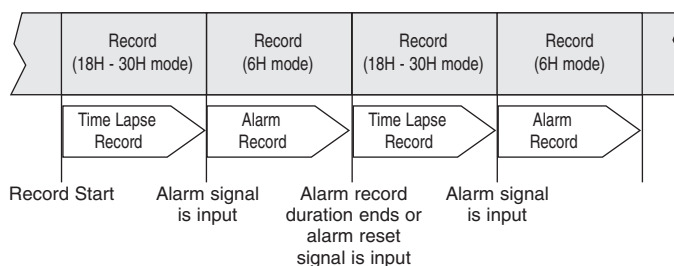 Record
(18H - 30H mode)
Record
(6H mode)
Record
(18H - 30H mode)
Record
(6H mode)
Time Lapse
Record
Alarm
Record
Time Lapse
Record
Alarm
Record
Record Start
Alarm signal
is input
Alarm record
duration ends or
alarm reset
signal is input
Alarm signal
is input